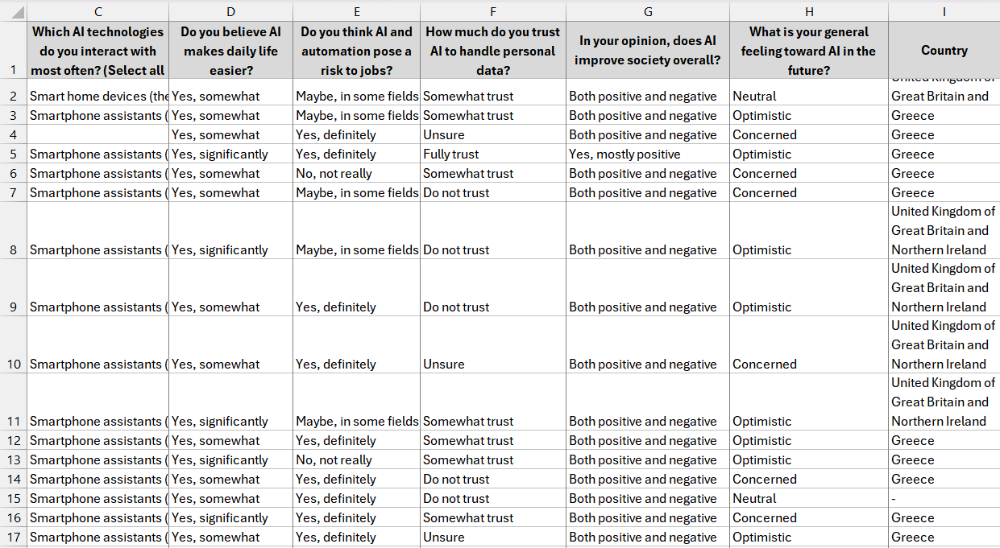 C D E F G H I
1 Which AI technologies do you interact with most often? (Select all Do you believe AI makes daily life easier? Do you think AI and automation pose a risk to jobs? How much do you trust AI to handle personal data? In your opinion, does AI improve society overall? What is your general feeling toward AI in the future? Country
2 Smart home devices (the Yes, somewhat Maybe, in some fields Somewhat trust Both positive and negative Neutral United Kingdom of Great Britain and
3 Smartphone assistants ( Yes, somewhat Maybe, in some fields Somewhat trust Both positive and negative Optimistic Greece
4 Yes, somewhat Yes, definitely Unsure Both positive and negative Concerned Greece
5 Smartphone assistants ( Yes, significantly Yes, definitely Fully trust Yes, mostly positive Optimistic Greece
6 Smartphone assistants ( Yes, somewhat No, not really Somewhat trust Both positive and negative Concerned Greece
7 Smartphone assistants ( Yes, somewhat Maybe, in some fields Do not trust Both positive and negative Concerned Greece
8 Smartphone assistants ( Yes, significantly Maybe, in some fields Do not trust Both positive and negative Optimistic United Kingdom of Great Britain and Northern Ireland
9 Smartphone assistants ( Yes, somewhat Yes, definitely Do not trust Both positive and negative Optimistic United Kingdom of Great Britain and Northern Ireland
10 Smartphone assistants ( Yes, somewhat Yes, definitely Unsure Both positive and negative Concerned United Kingdom of Great Britain and Northern Ireland
11 Smartphone assistants ( Yes, significantly Maybe, in some fields Somewhat trust Both positive and negative Optimistic United Kingdom of Great Britain and Northern Ireland
12 Smartphone assistants ( Yes, somewhat Yes, definitely Somewhat trust Both positive and negative Optimistic Greece
13 Smartphone assistants ( Yes, significantly No, not really Somewhat trust Both positive and negative Optimistic Greece
14 Smartphone assistants ( Yes, somewhat Yes, definitely Do not trust Both positive and negative Concerned Greece
15 Smartphone assistants ( Yes, somewhat Yes, definitely Do not trust Both positive and negative Neutral -
16 Smartphone assistants ( Yes, significantly Yes, definitely Somewhat trust Both positive and negative Concerned Greece
17 Smartphone assistants ( Yes, somewhat Yes, definitely Unsure Both positive and negative Optimistic Greece